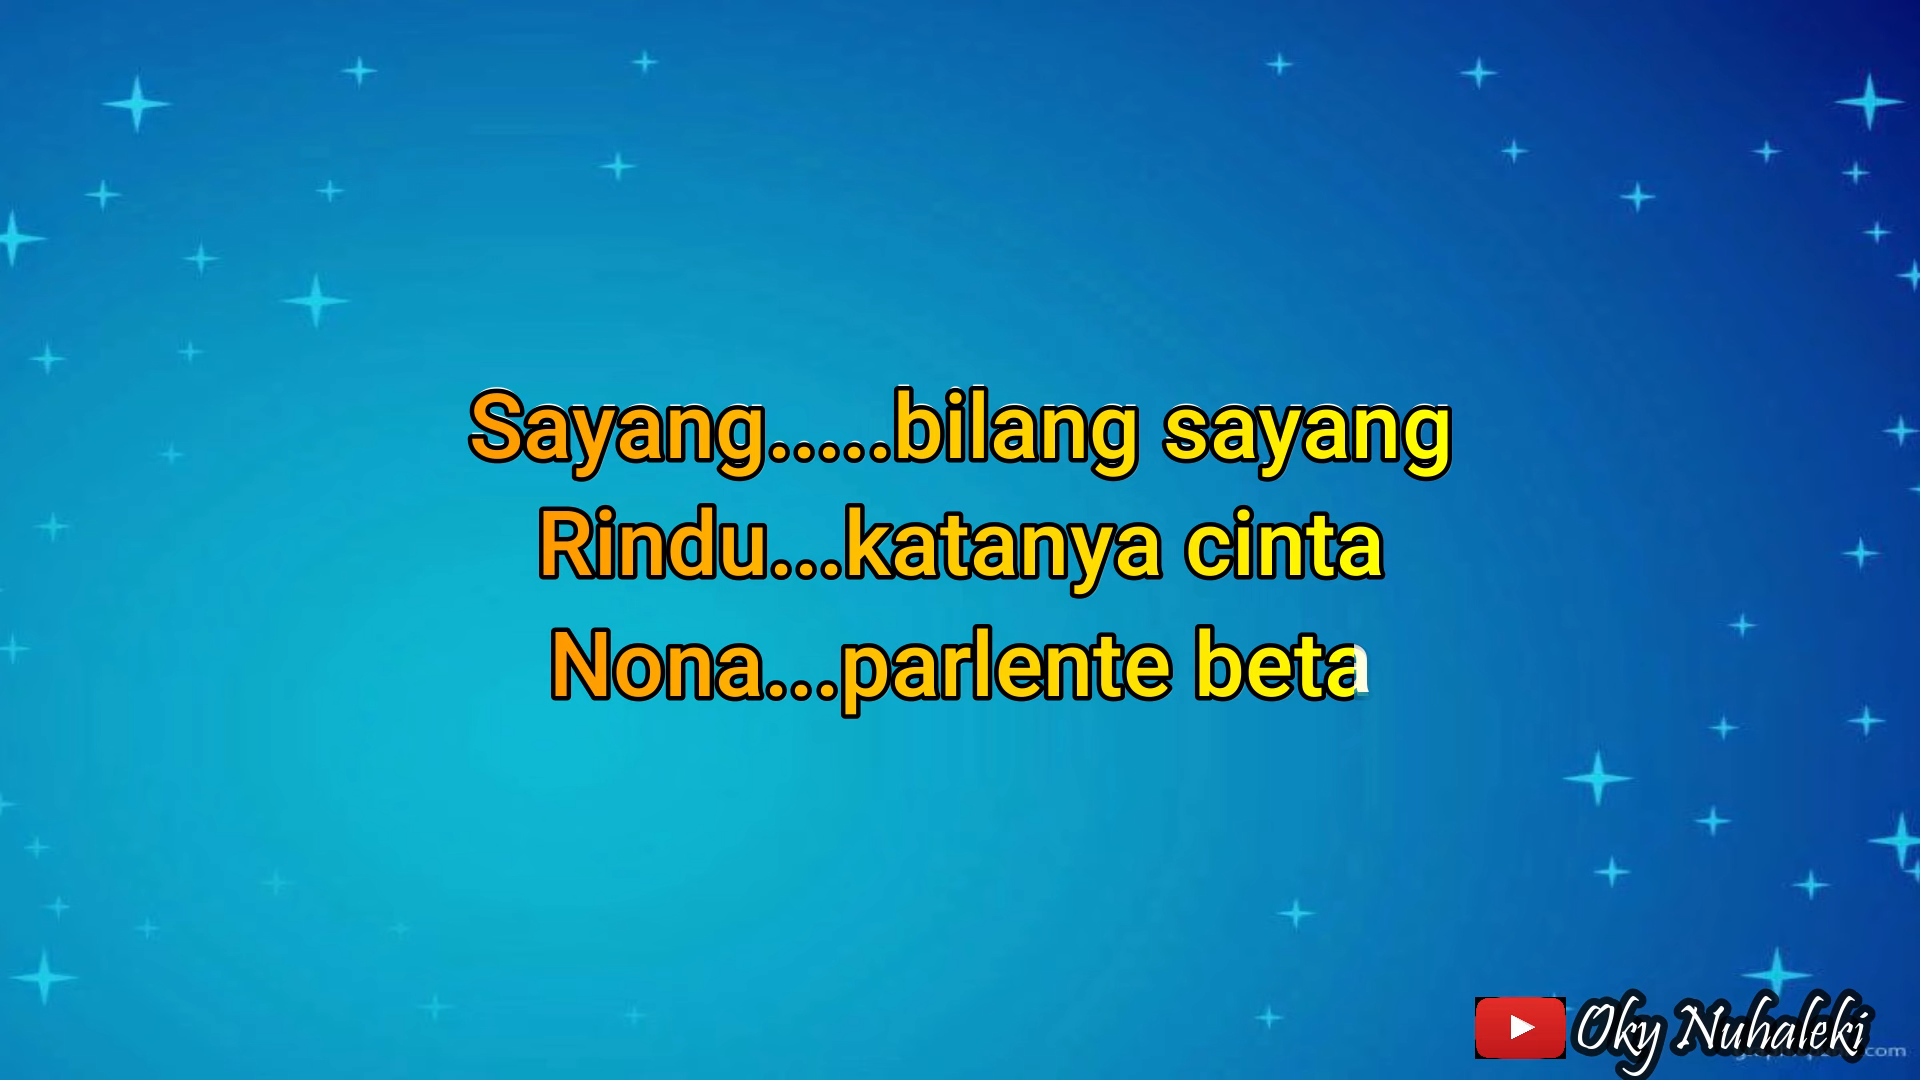 Sayang.....bilang sayang
Rindu...katanya cinta
Nona...parlente beta
Oky Nuhaleki